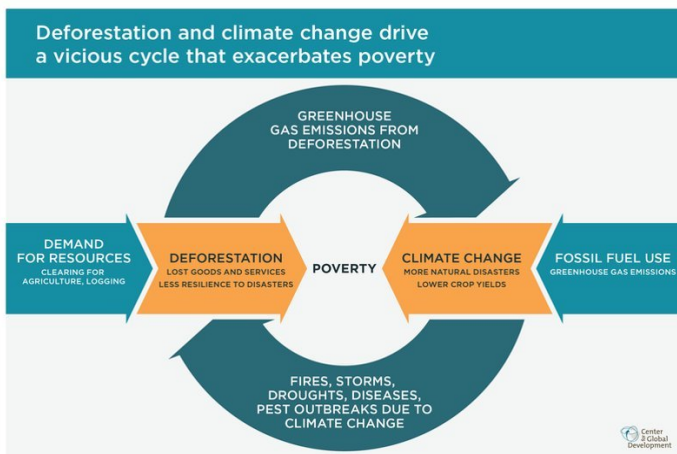 Deforestation and climate change drive
a vicious cycle that exacerbates poverty
GREENHOUSE
GAS EMISSIONS FROM
DEFORESTATION
DEMAND
FOR RESOURCES
CLEARING FOR
AGRICULTURE, LOGGING
DEFORESTATION
LOST GOODS AND SERVICES
LESS RESILIENCE TO DISASTERS
POVERTY
CLIMATE CHANGE
MORE NATURAL DISASTERS
LOWER CROP YIELDS
FOSSIL FUEL USE
GREENHOUSE GAS EMISSIONS
FIRES, STORMS,
DROUGHTS, DISEASES,
PEST OUTBREAKS DUE TO
CLIMATE CHANGE
Center
for Global
Development